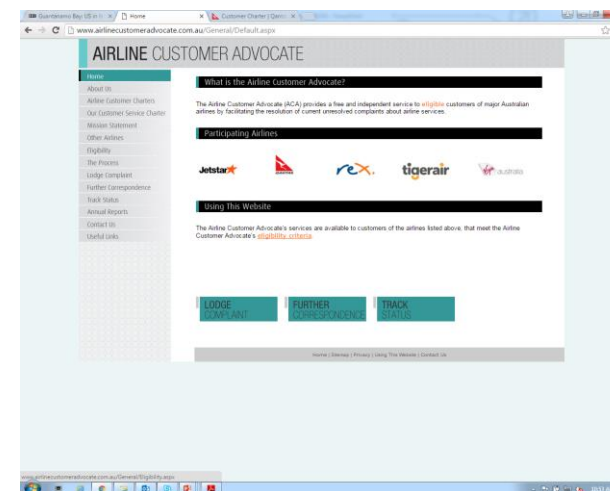 Guantanamo Bay: US in
Home
Customer Charter | Qant
www.airlinecustomeradvocate.com.au/General/Default.aspx
AIRLINE CUSTOMER ADVOCATE
Home
About Us
Airline Customer Charters
Our Customer Service Charter
Mission Statement
Other Airlines
Eligibility
The Process
Lodge Complaint
Further Correspondence
Track Status
Annual Reports
Contact Us
Useful Links
What is the Airline Customer Advocate?
The Airline Customer Advocate (ACA) provides a free and independent service to eligible customers of major Australian
airlines by facilitating the resolution of current unresolved complaints about airline services.
Participating Airlines
Jetstar
QANTAS
rex.
tigerair
australia
Using This Website
The Airline Customer Advocate's services are available to customers of the airlines listed above, that meet the Airline
Customer Advocate's eligibility criteria
LODGE
COMPLAINT
FURTHER
CORRESPONDENCE
TRACK
STATUS
Home | Sitemap | Privacy | Using This Website | Contact Us
www.airlinecustomeradvocate.com.au/General/Eligibility.aspx